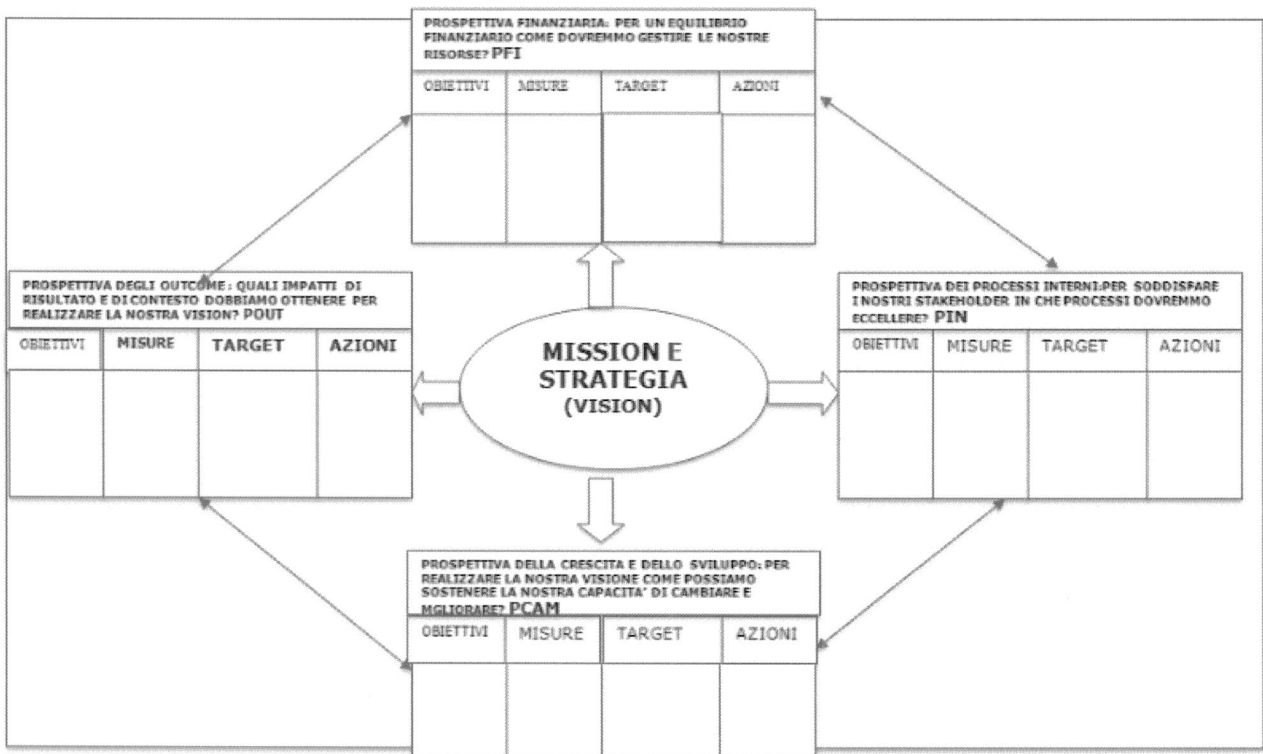 PROSPETTIVA FINANZIARIA: PER UN EQUILIBRIO
FINANZIARIO COME DOVREMMO GESTIRE LE NOSTRE
RISORSE? PFI
OBIETTIVI MISURE TARGET AZIONI
PROSPETTIVA DEGLI OUTCOME : QUALI IMPATTI DI
RISULTATO E DI CONTESTO DOBBIAMO OTTENERE PER
REALIZZARE LA NOSTRA VISION? POUT
OBIETTIVI MISURE TARGET AZIONI
MISSION E
STRATEGIA
(VISION)
PROSPETTIVA DEI PROCESSI INTERNI:PER SODDISFARE
I NOSTRI STAKEHOLDER IN CHE PROCESSI DOVREMMO
ECCELLERE? PIN
OBIETTIVI MISURE TARGET AZIONI
PROSPETTIVA DELLA CRESCITA E DELLO SVILUPPO: PER
REALIZZARE LA NOSTRA VISIONE COME POSSIAMO
SOSTENERE LA NOSTRA CAPACITA' DI CAMBIARE E
MGLIORARE? PCAM
OBIETTIVI MISURE TARGET AZIONI